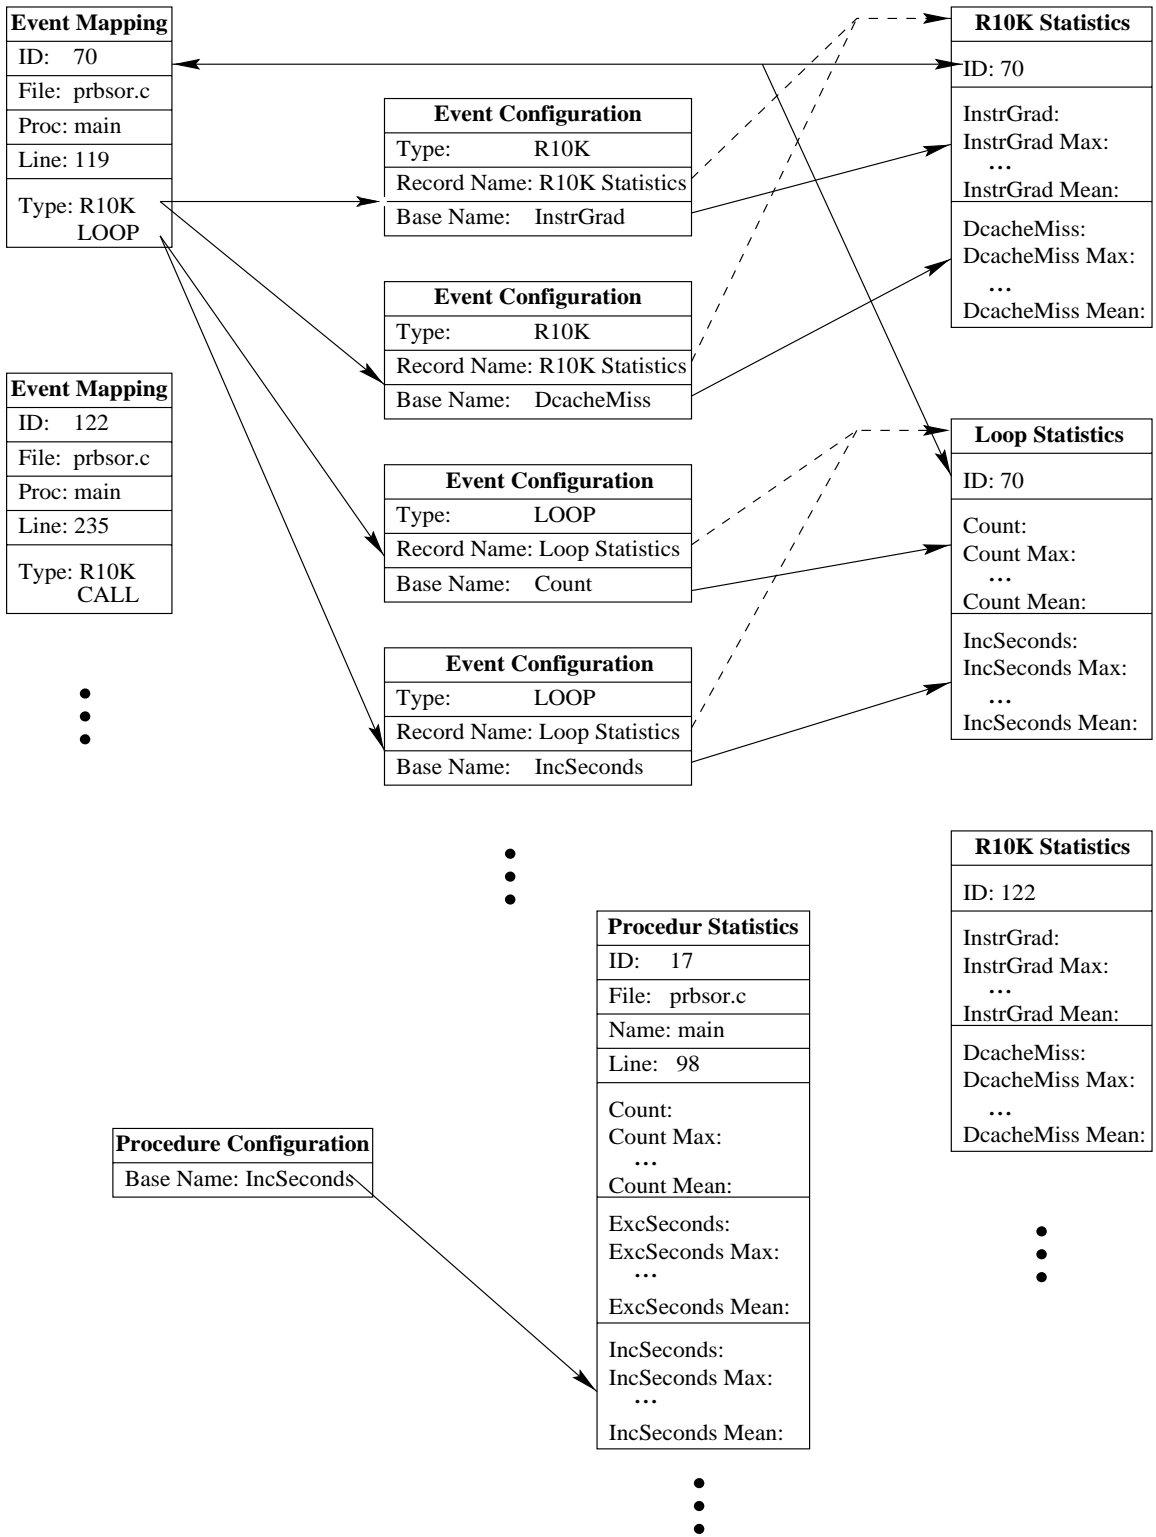 Event Mapping
ID: 70
File: prbsor.c
Proc: main
Line: 119
Type: R10K
LOOP
Event Mapping
ID: 122
File: prbsor.c
Proc: main
Line: 235
Type: R10K
CALL
Event Configuration
Type: R10K
Record Name: R10K Statistics
Base Name: InstrGrad
Event Configuration
Type: R10K
Record Name: R10K Statistics
Base Name: DcacheMiss
Event Configuration
Type: LOOP
Record Name: Loop Statistics
Base Name: Count
Event Configuration
Type: LOOP
Record Name: Loop Statistics
Base Name: IncSeconds
R10K Statistics
ID: 70
InstrGrad:
InstrGrad Max:
...
InstrGrad Mean:
DcacheMiss:
DcacheMiss Max:
...
DcacheMiss Mean:
Loop Statistics
ID: 70
Count:
Count Max:
...
Count Mean:
IncSeconds:
IncSeconds Max:
...
IncSeconds Mean:
R10K Statistics
ID: 122
InstrGrad:
InstrGrad Max:
...
InstrGrad Mean:
DcacheMiss:
DcacheMiss Max:
...
DcacheMiss Mean:
Procedure Configuration
Base Name: IncSeconds
Procedur Statistics
ID: 17
File: prbsor.c
Name: main
Line: 98
Count:
Count Max:
...
Count Mean:
ExcSeconds:
ExcSeconds Max:
...
ExcSeconds Mean:
IncSeconds:
IncSeconds Max:
...
IncSeconds Mean: